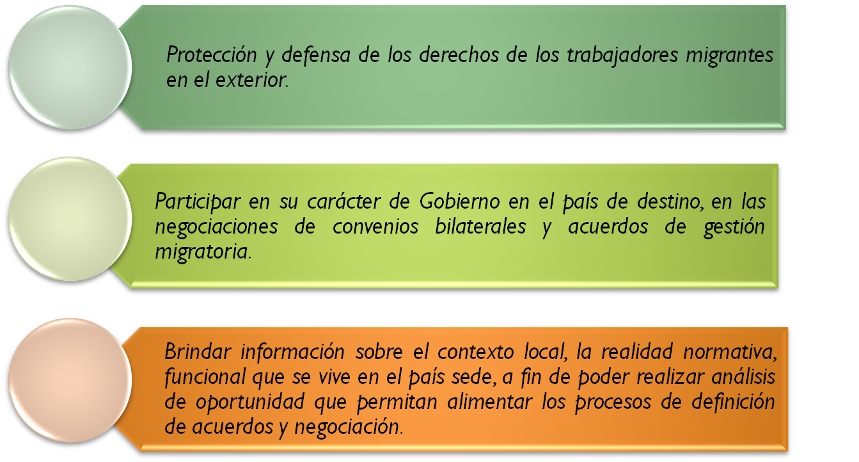 Protección y defensa de los derechos de los trabajadores migrantes
en el exterior.
Participar en su carácter de Gobierno en el país de destino, en las
negociaciones de convenios bilaterales y acuerdos de gestión
migratoria.
Brindar información sobre el contexto local, la realidad normativa,
funcional que se vive en el país sede, a fin de poder realizar análisis
de oportunidad que permitan alimentar los procesos de definición
de acuerdos y negociación.